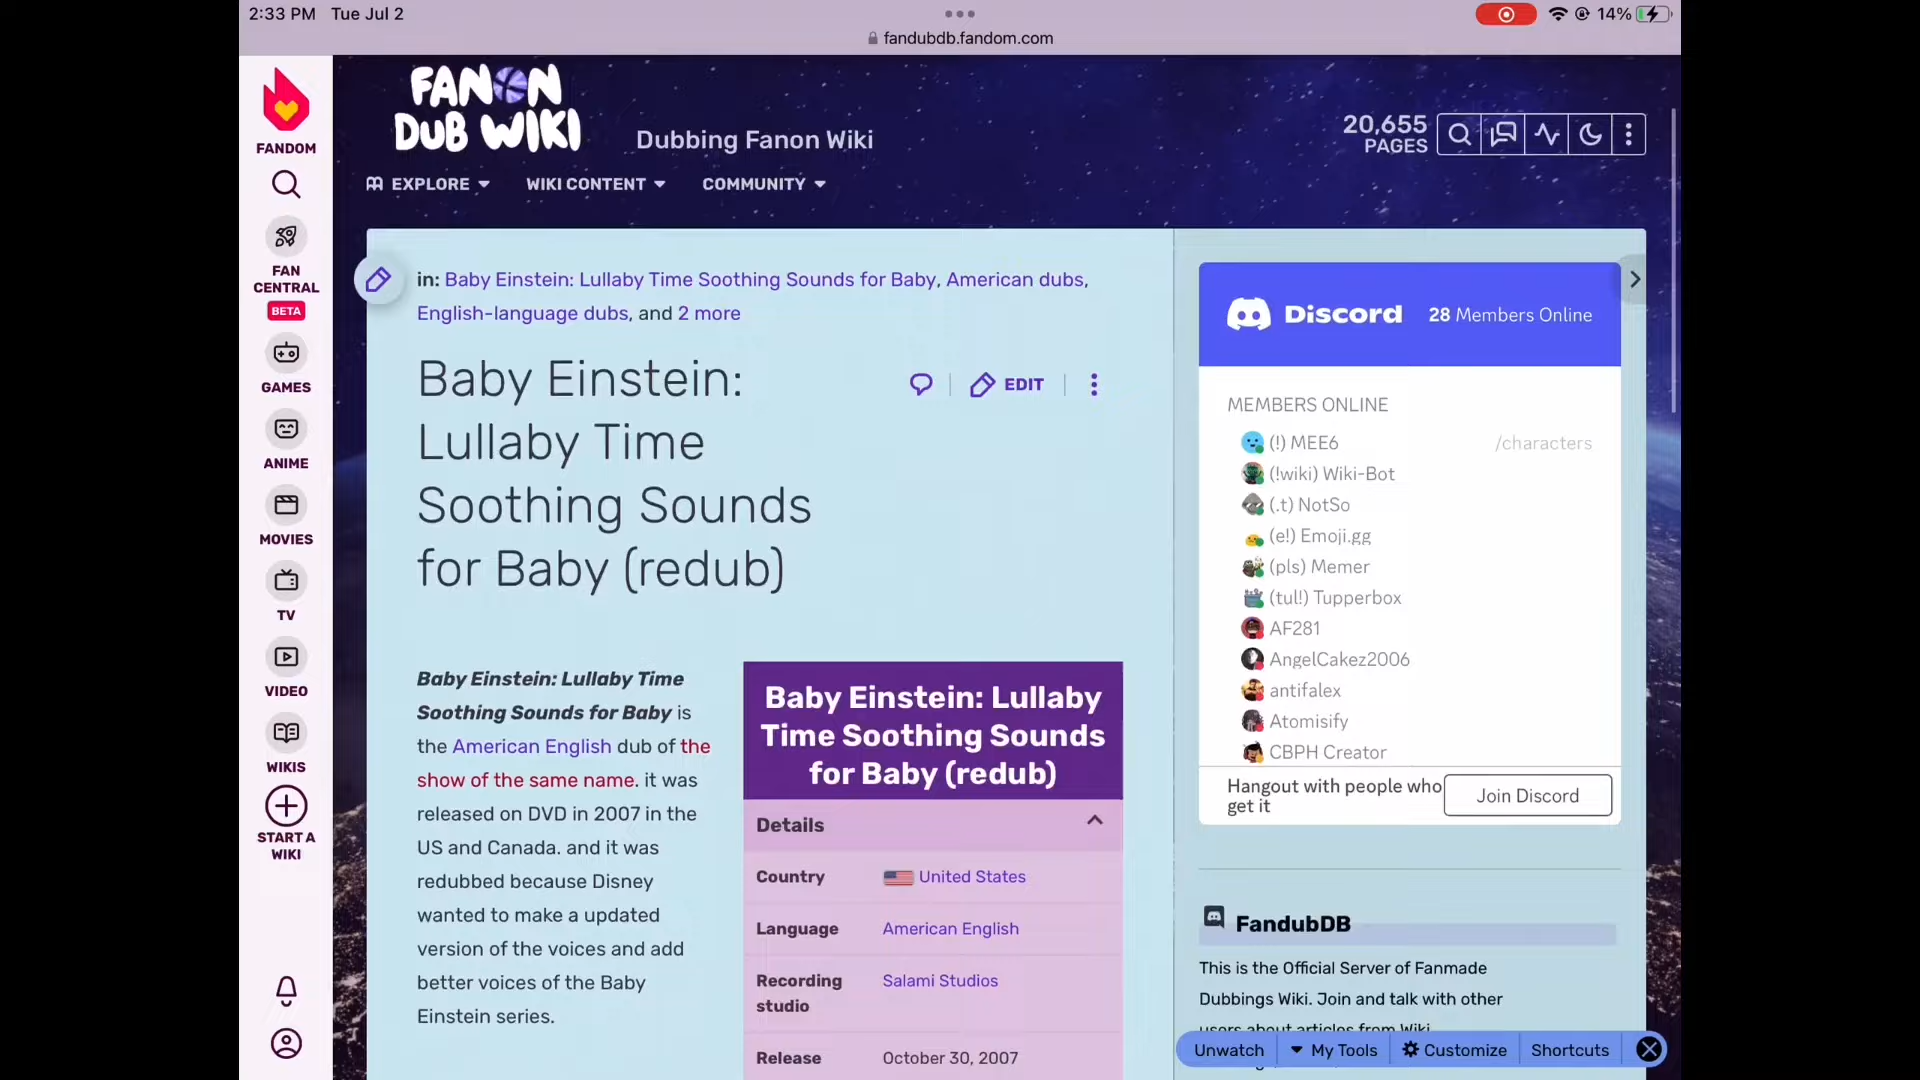 2:33 PM Tue Jul 2
14%
fandubdb.fandom.com
FANDOM
FAN
CENTRAL
BETA
GAMES
ANIME
MOVIES
TV
VIDEO
WIKIS
START A
WIKI
FANON
DUB WIKI
Dubbing Fanon Wiki
20,655
PAGES
EXPLORE
WIKI CONTENT
COMMUNITY
in: Baby Einstein: Lullaby Time Soothing Sounds for Baby, American dubs,
English-language dubs, and 2 more
Baby Einstein:
Lullaby Time
Soothing Sounds
for Baby (redub)
EDIT
Baby Einstein: Lullaby Time
Soothing Sounds for Baby is
the American English dub of the
show of the same name. it was
released on DVD in 2007 in the
US and Canada. and it was
redubbed because Disney
wanted to make a updated
version of the voices and add
better voices of the Baby
Einstein series.
Baby Einstein: Lullaby
Time Soothing Sounds
for Baby (redub)
Details
Country United States
Language American English
Recording
studio
Salami Studios
Release October 30, 2007
Discord 28 Members Online
MEMBERS ONLINE
(!) MEE6 /characters
(!wiki) Wiki-Bot
(.t) NotSo
(e!) Emoji.gg
(pls) Memer
(tul!) Tupperbox
AF281
AngelCakez2006
antifalex
Atomisify
CBPH Creator
Hangout with people who
get it
Join Discord
FandubDB
This is the Official Server of Fanmade
Dubbings Wiki. Join and talk with other
users about articles from Wiki
Unwatch My Tools Customize Shortcuts